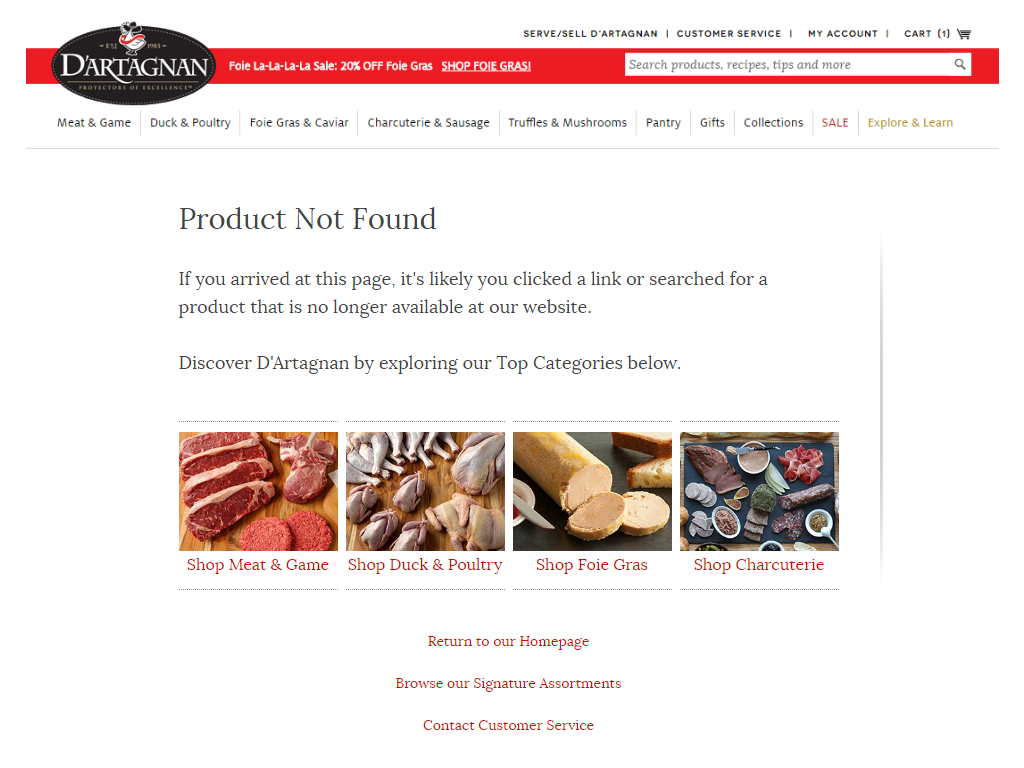 SERVE/SELL D'ARTAGNAN | CUSTOMER SERVICE | MY ACCOUNT | CART (1)
EST. 1985
D'ARTAGNAN
PROTECTORS OF EXCELLENCE®
Foie La-La-La-La Sale: 20% OFF Foie Gras SHOP FOIE GRAS!
Search products, recipes, tips and more
Meat & Game Duck & Poultry Foie Gras & Caviar Charcuterie & Sausage Truffles & Mushrooms Pantry Gifts Collections SALE Explore & Learn
Product Not Found
If you arrived at this page, it's likely you clicked a link or searched for a
product that is no longer available at our website.
Discover D'Artagnan by exploring our Top Categories below.
Shop Meat & Game Shop Duck & Poultry Shop Foie Gras Shop Charcuterie
Return to our Homepage
Browse our Signature Assortments
Contact Customer Service